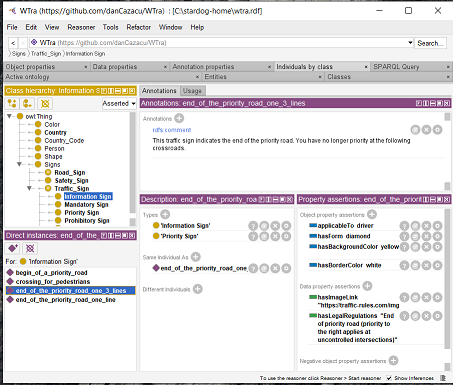 WTra (https://github.com/danCazacu/WTra) : [C:\stardog-home\wtra.rdf]
File Edit View Reasoner Tools Refactor Window Help
< > WTra (https://github.com/danCazacu/WTra) Search...
Signs Traffic_Sign Information Sign
Object properties Data properties Annotation properties Individuals by class SPARQL Query
Active ontology Entities Classes
Class hierarchy: Information S
Asserted
owl:Thing
Color
Country
Country_Code
Person
Shape
Signs
Road_Sign
Safety_Sign
Traffic_Sign
Information Sign
Mandatory Sign
Priority Sign
Prohibitory Sign
Direct instances: end_of_the_
For: 'Information Sign'
begin_of_a_priority_road
crossing_for_pedestrians
end_of_the_priority_road_one_3_lines
end_of_the_priority_road_one_line
Annotations Usage
Annotations: end_of_the_priority_road_one_3_lines
Annotations
rdfs:comment
This traffic sign indicates the end of the priority road. You have no longer priority at the following
crossroads.
Description: end_of_the_priority_roa
Types
'Information Sign'
'Priority Sign'
Same Individual As
end_of_the_priority_road_one
Different Individuals
Property assertions: end_of_the_priorit
Object property assertions
applicableTo driver
hasForm diamond
hasBackgroundColor yellow
hasBorderColor white
Data property assertions
hasImageLink
"https://traffic-rules.com/img
hasLegalRegulations "End
of priority road (priority to
the right applies at
uncontrolled intersections)"
Negative object property assertions
To use the reasoner click Reasoner > Start reasoner Show Inferences